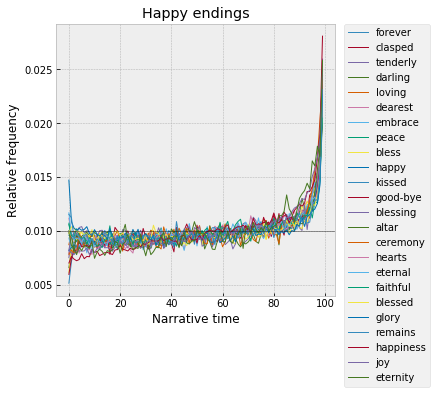 Happy endings
Relative frequency
0.025
0.020
0.015
0.010
0.005
0
20
40
60
80
100
Narrative time
forever
clasped
tenderly
darling
loving
dearest
embrace
peace
bless
happy
kissed
good-bye
blessing
altar
ceremony
hearts
eternal
faithful
blessed
glory
remains
happiness
joy
eternity